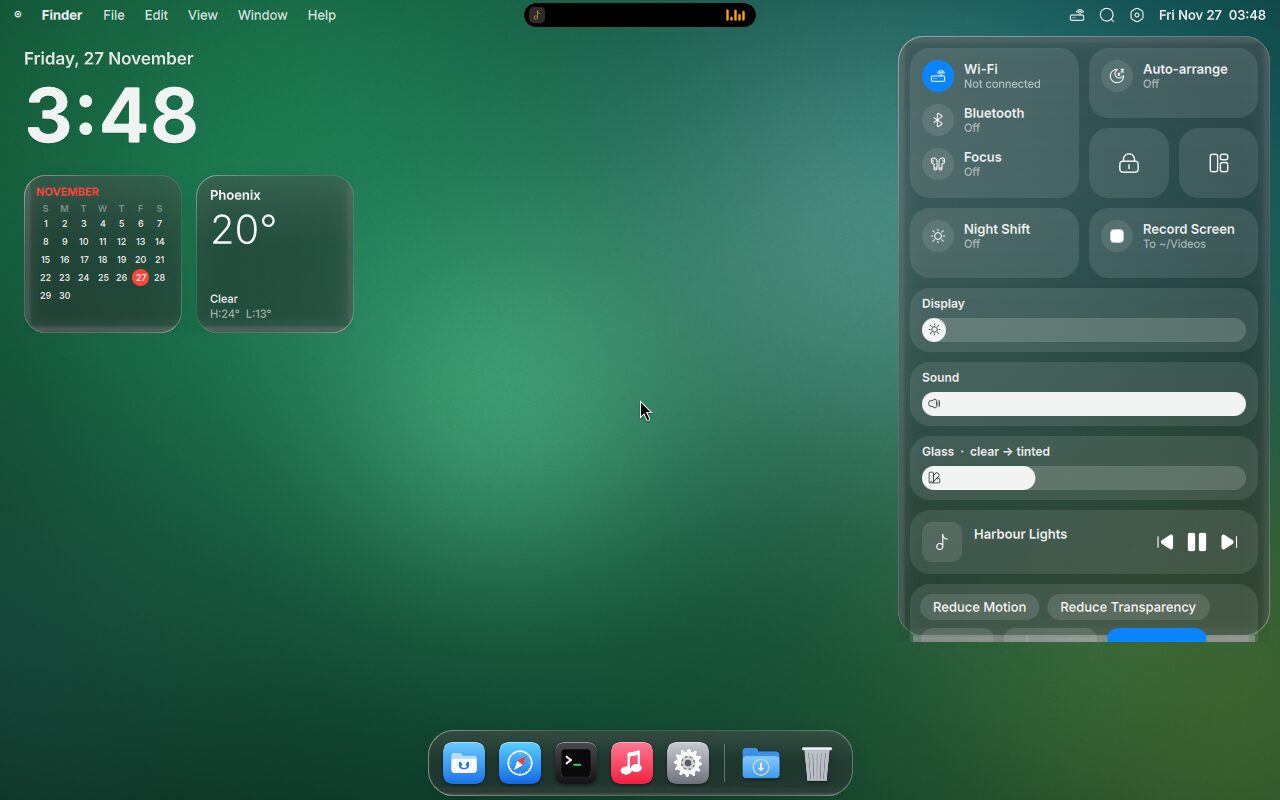 Finder File Edit View Window Help
Fri Nov 27 03:48
Friday, 27 November
3:48
NOVEMBER
S M T W T F S
1 2 3 4 5 6 7
8 9 10 11 12 13 14
15 16 17 18 19 20 21
22 23 24 25 26 27 28
29 30
Phoenix
20°
Clear
H:24° L:13°
Wi-Fi
Not connected
Bluetooth
Off
Focus
Off
Auto-arrange
Off
Night Shift
Off
Record Screen
To ~/Videos
Display
Sound
Glass · clear → tinted
Harbour Lights
Reduce Motion Reduce Transparency